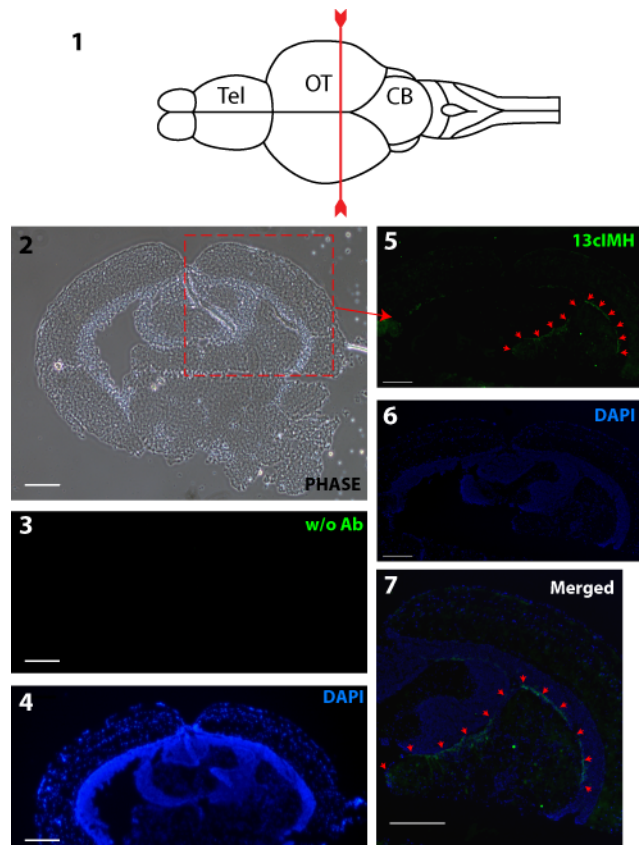 1
Tel
OT
CB
2
PHASE
3
w/o Ab
4
DAPI
5
13cIMH
6
DAPI
7
Merged